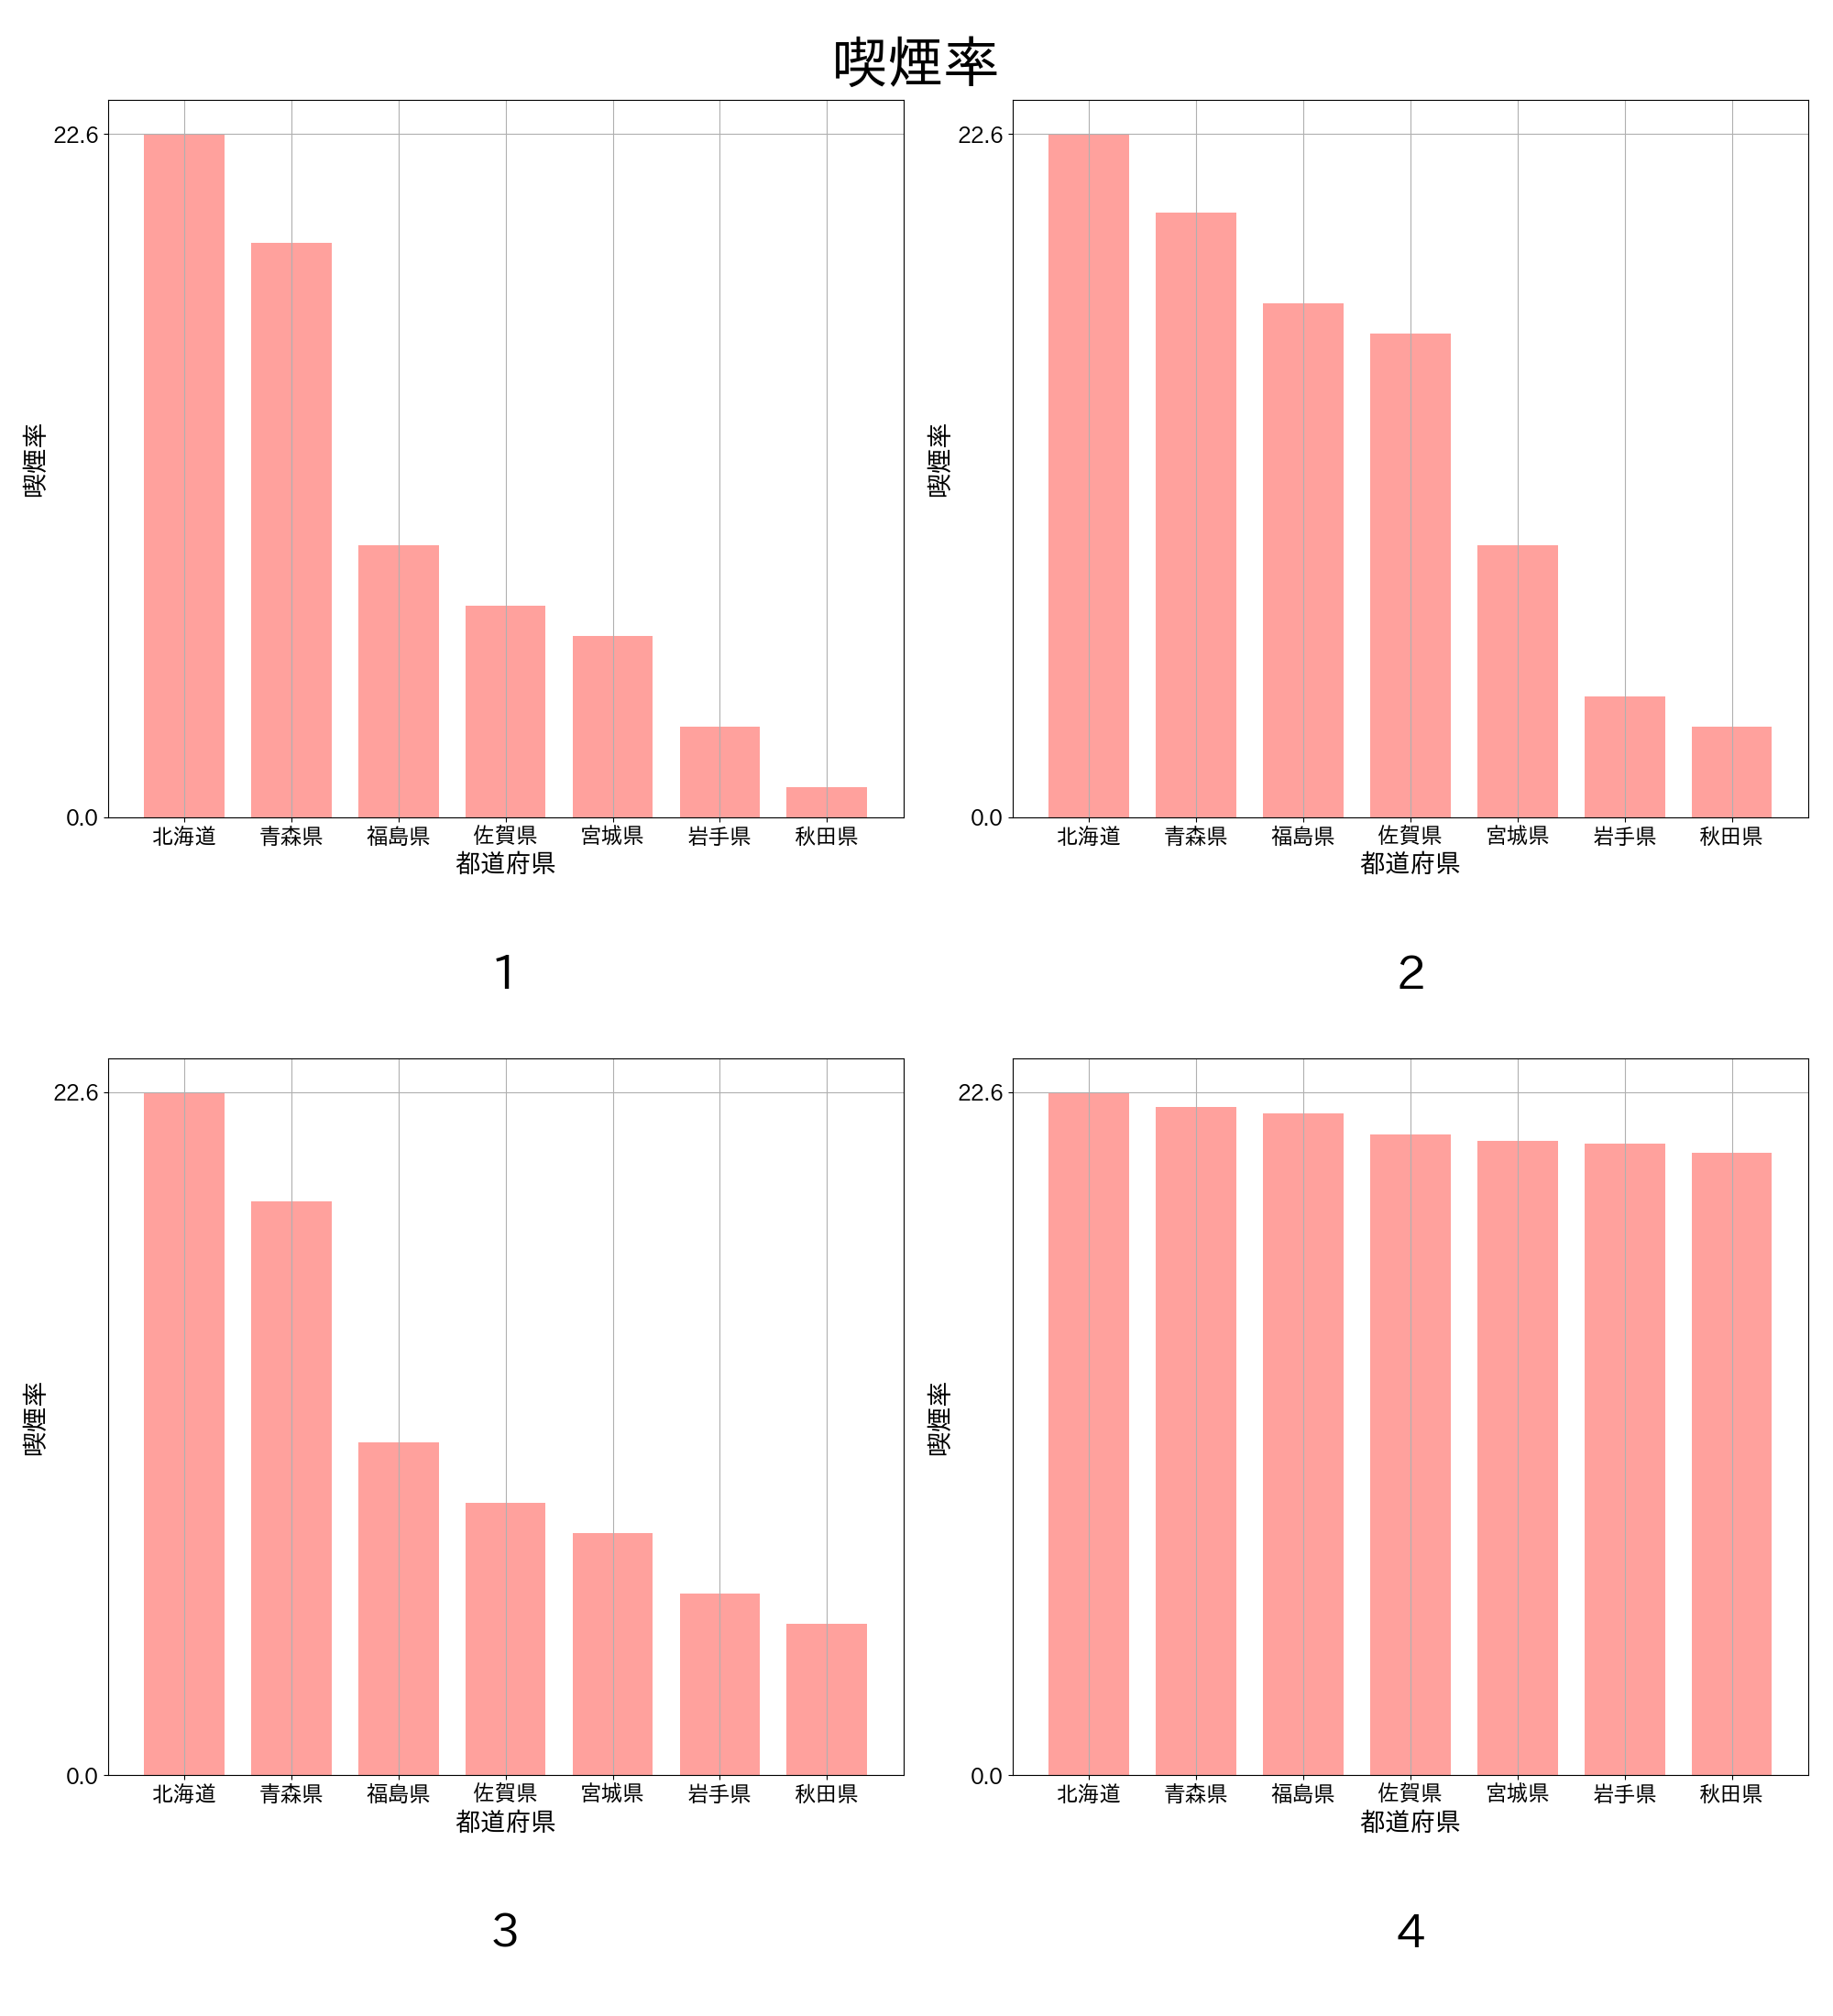 喫煙率
喫煙率
22.6
0.0
北海道 青森県 福島県 佐賀県 宮城県 岩手県 秋田県
都道府県
1
喫煙率
22.6
0.0
北海道 青森県 福島県 佐賀県 宮城県 岩手県 秋田県
都道府県
2
喫煙率
22.6
0.0
北海道 青森県 福島県 佐賀県 宮城県 岩手県 秋田県
都道府県
3
喫煙率
22.6
0.0
北海道 青森県 福島県 佐賀県 宮城県 岩手県 秋田県
都道府県
4